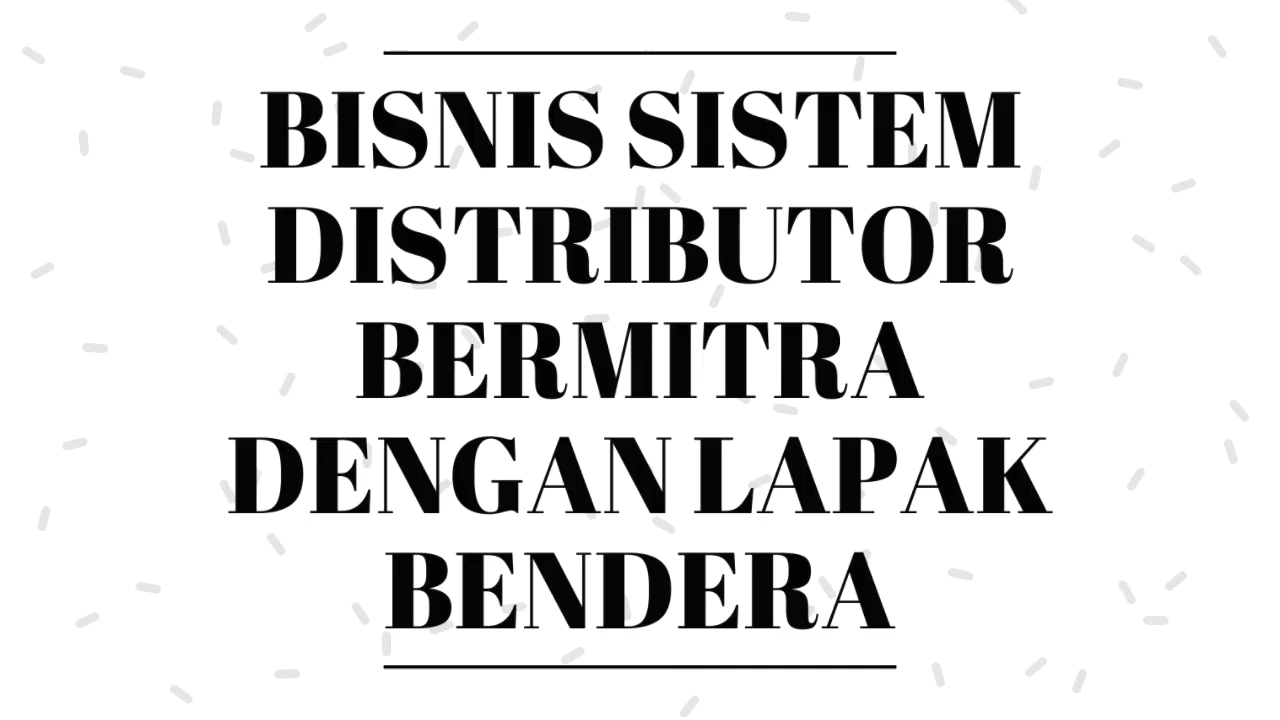 BISNIS SISTEM
DISTRIBUTOR
BERMITRA
DENGAN LAPAK
BENDERA